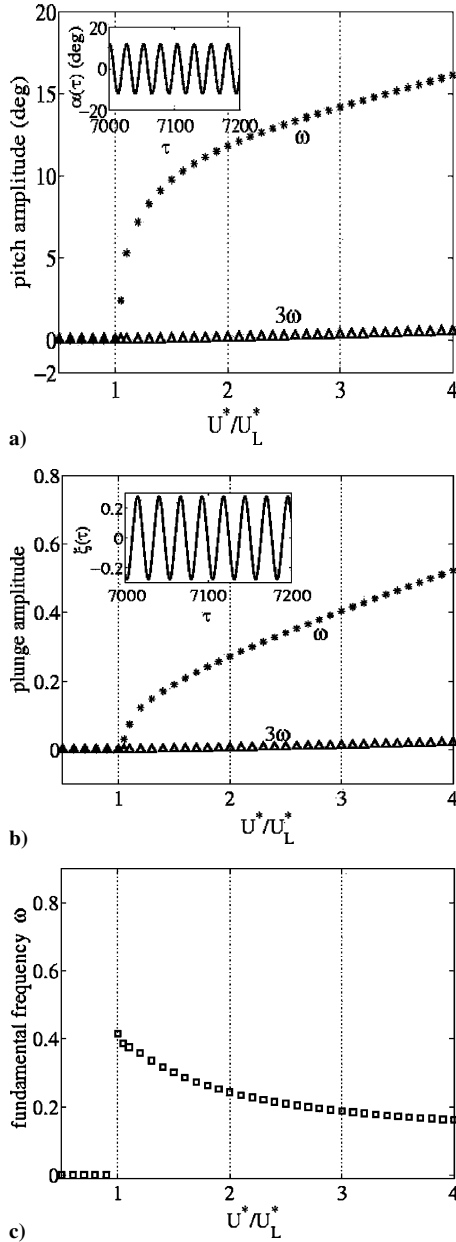 20
15
10
5
0
−2
pitch amplitude (deg)
20
0
−20
α(τ) (deg)
7000 7100 7200
τ
ω
3ω
1 2 3 4
U*/U*L
a)
0.8
0.6
0.4
0.2
0
plunge amplitude
0.2
0
−0.2
ξ(τ)
7000 7100 7200
τ
ω
3ω
1 2 3 4
U*/U*L
b)
0.8
0.6
0.4
0.2
0
fundamental frequency ω
1 2 3 4
U*/U*L
c)